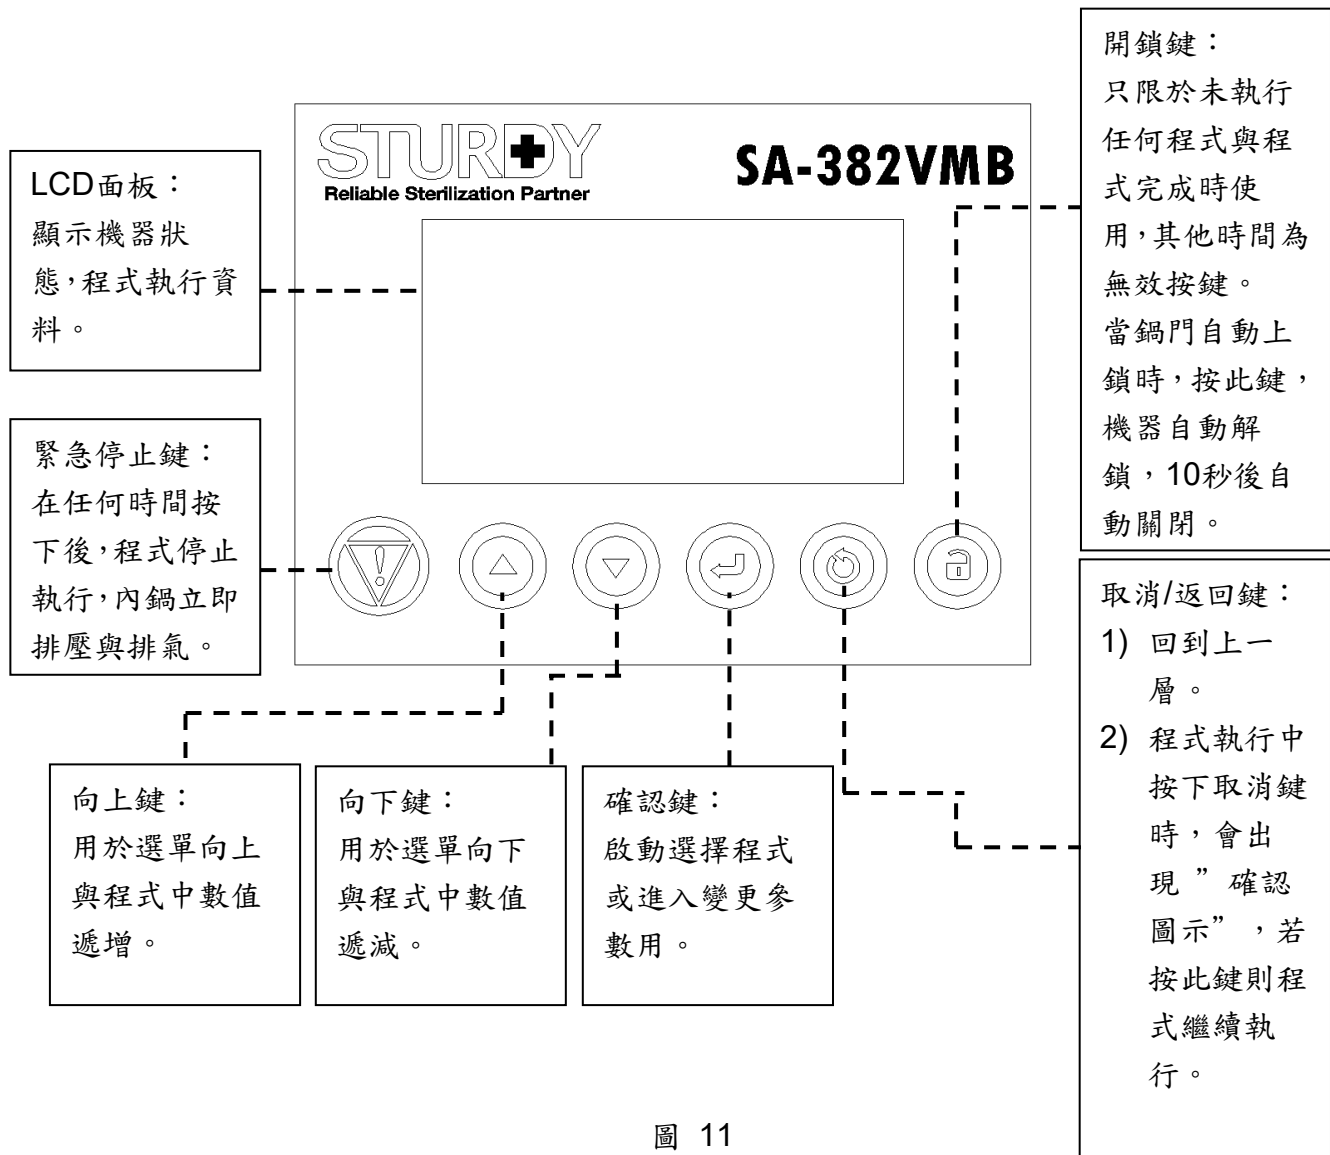 開鎖鍵：
只限於未執行
任何程式與程
式完成時使
用，其他時間為
無效按鍵。
當鍋門自動上
鎖時，按此鍵，
機器自動解
鎖，10秒後自
動關閉。
STURDY
Reliable Sterilization Partner
SA-382VMB
LCD面板：
顯示機器狀
態，程式執行資
料。
緊急停止鍵：
在任何時間按
下後，程式停止
執行，內鍋立即
排壓與排氣。
取消/返回鍵：
1) 回到上一
層。
2) 程式執行中
按下取消鍵
時，會出
現 ”確認
圖示”，若
按此鍵則程
式繼續執
行。
向上鍵：
用於選單向上
與程式中數值
遞增。
向下鍵：
用於選單向下
與程式中數值
遞減。
確認鍵：
啟動選擇程式
或進入變更參
數用。
圖 11